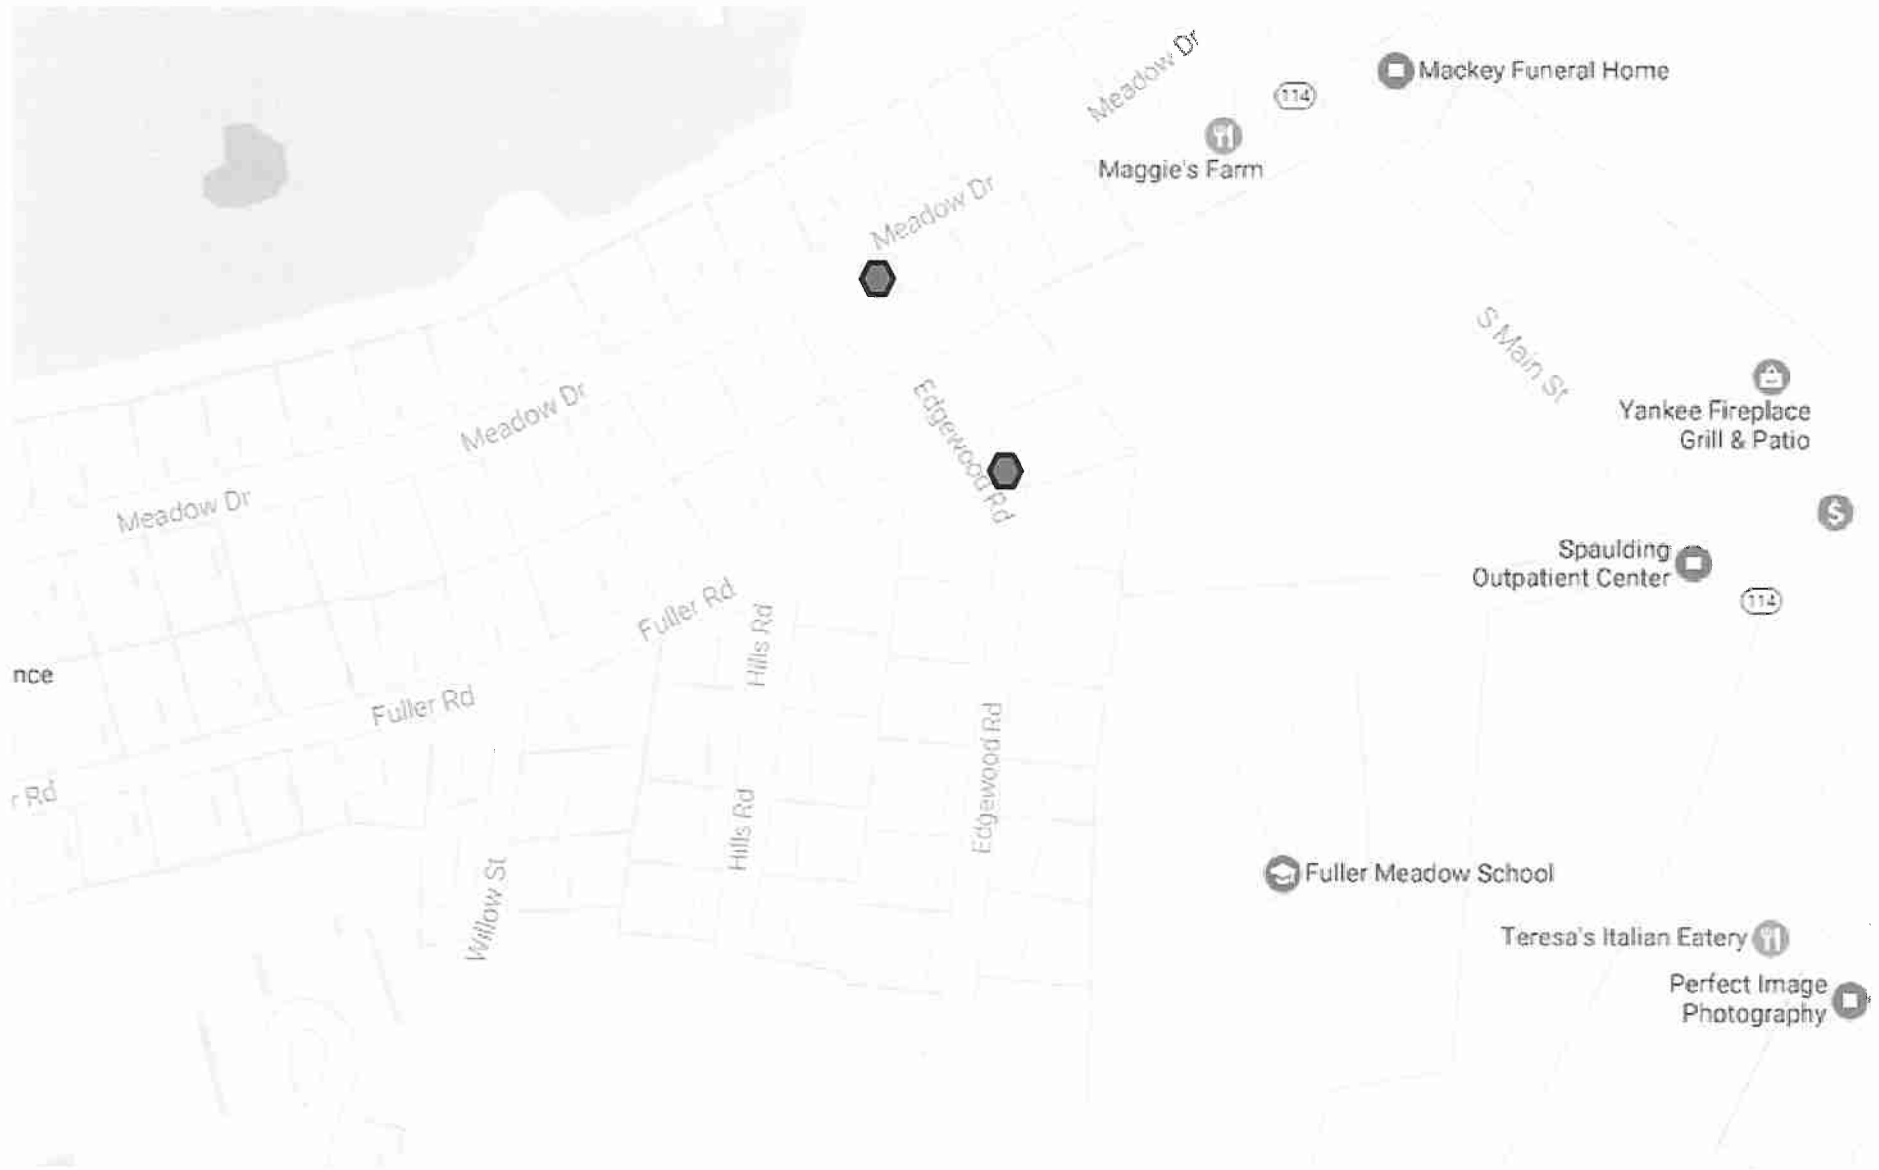 Meadow Dr
Mackey Funeral Home
114
Maggie's Farm
Meadow Dr
S Main St
Yankee Fireplace
Grill & Patio
Meadow Dr
Edgewood Rd
Meadow Dr
$
Spaulding
Outpatient Center
114
Fuller Rd
Hills Rd
nce
Fuller Rd
Edgewood Rd
r Rd
Hills Rd
Willow St
Fuller Meadow School
Teresa's Italian Eatery
Perfect Image
Photography